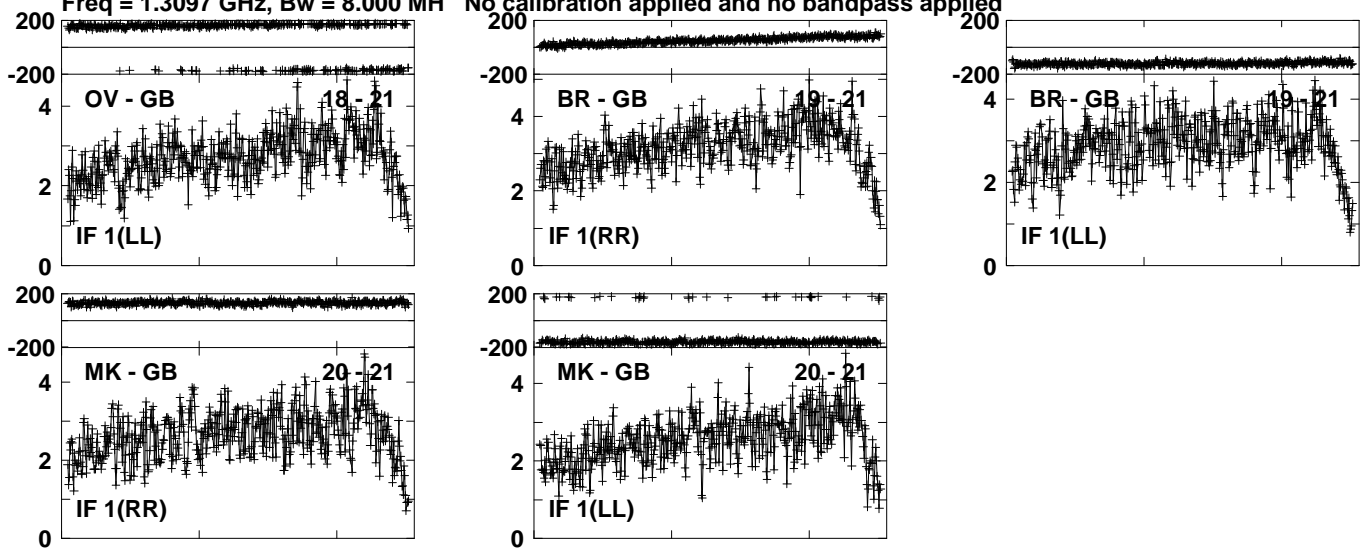 Freq = 1.3097 GHz, Bw = 8.000 MH No calibration applied and no bandpass applied
200 200 200
-200 -200 -200
OV - GB 18 - 21 BR - GB 19 - 21 BR - GB 19 - 21
4 4 4
2 2 2
IF 1(LL) IF 1(RR) IF 1(LL)
0 0 0
200 200
-200 -200
MK - GB 20 - 21 MK - GB 20 - 21
4 4
2 2
IF 1(RR) IF 1(LL)
0 0